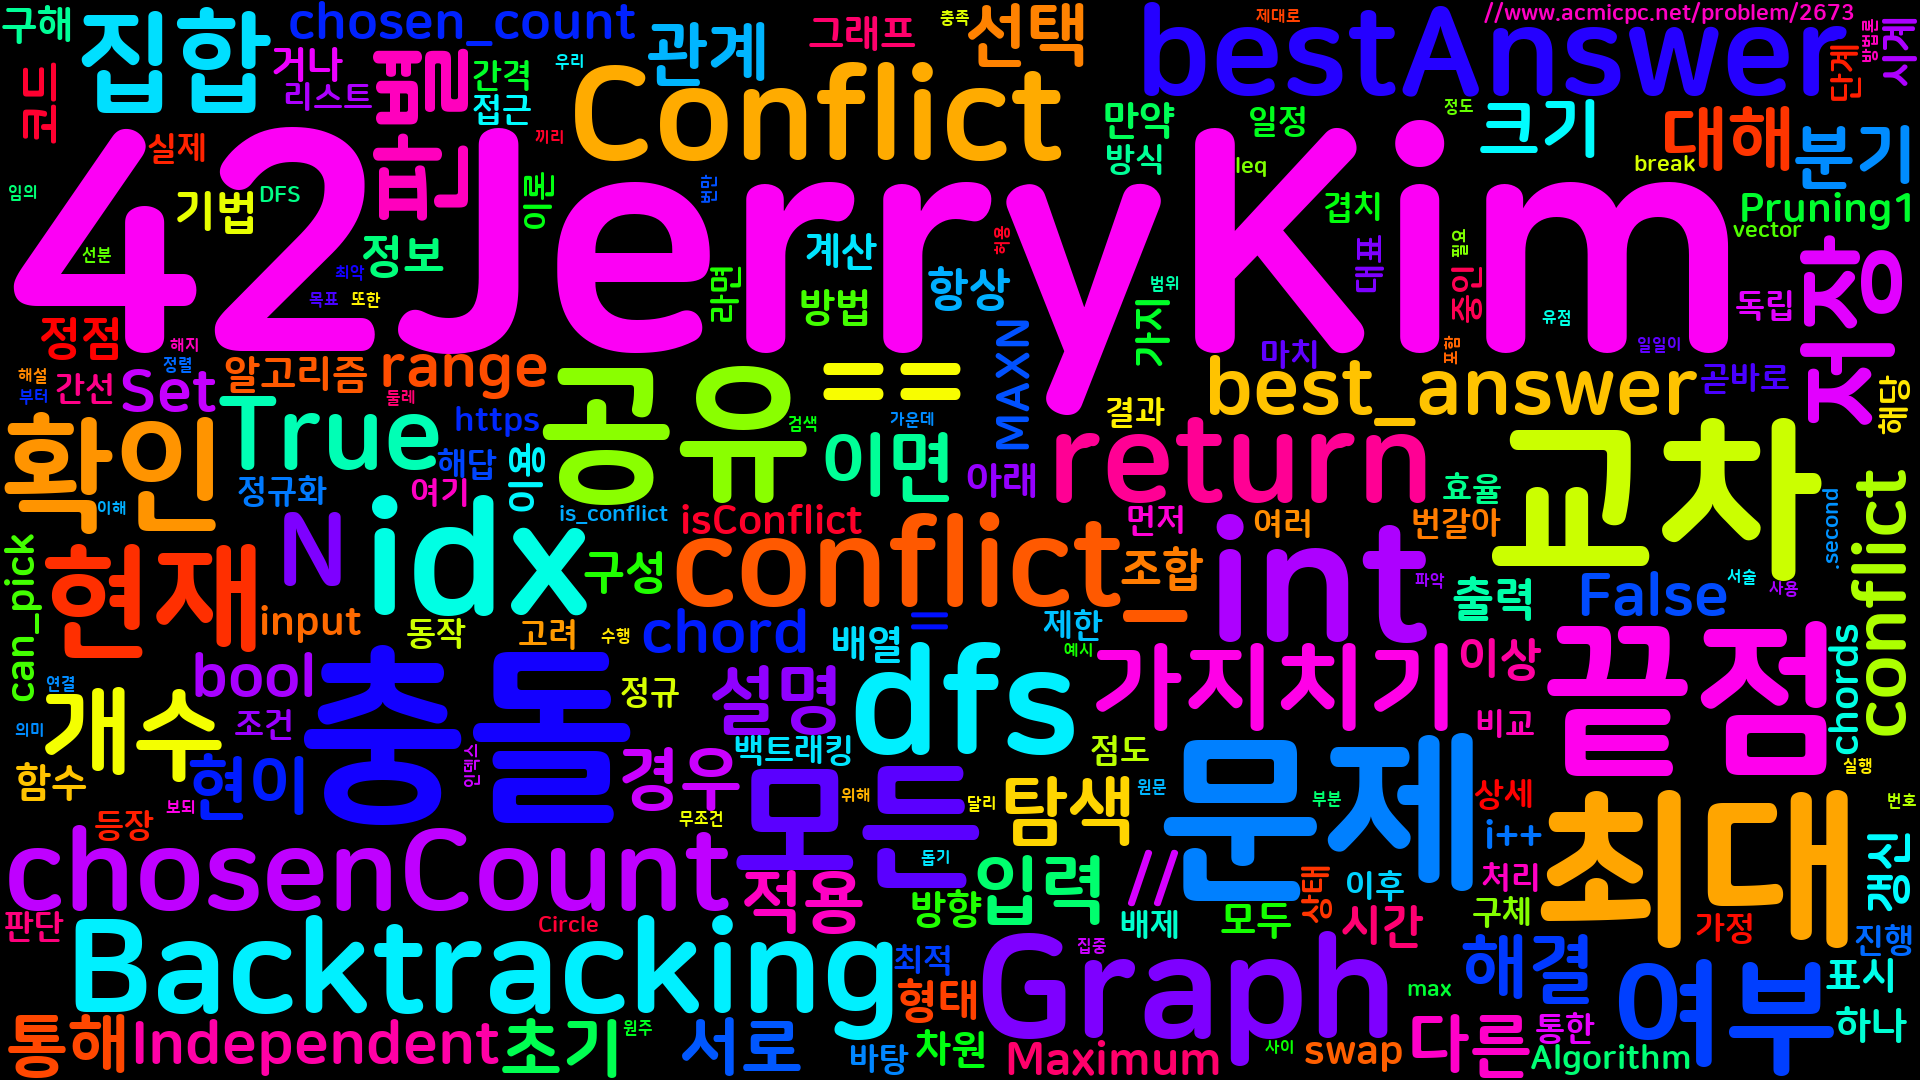 구해
집합
chosen_count
관계
그래프
충족
선택
제대로
//www.acmicpc.net/problem/2673
bestAnswer
방법론
시계
단계
코드
거나
리스트
필
간격
접근
우리
Conflict
만약
방식
일정
정도
크기
대해
분기
실제
끼리
leq
break
임의
42JerryKim
기법
DFS
현
이론
번만
겹치
Pruning1
vector
선분
정보
최악
목표
또한
계산
방법
항상
허용
라면
범위
가지
대표
필요
중인
유점
독립
저장
정점
해지
정렬
알고리즘
range
==
MAXN
마치
포함
일일이
best_answer
곧바로
해당
해설
부터
간선
Set
True
둘레
https
공유
검색
가운데
결과
확인
이해
정규화
해답
여기
용이
이면
아래
return
효율
교차
conflict
.second
is_conflict
isConflict
먼저
여러
번갈아
can_pick
현재
N
idx
구성
conflict
조합
_
int
파악
출력
False
서술
사용
input
동작
고려
수행
chord
=
배열
제한
예시
가지치기
이상
끝점
chords
연결
의미
개수
bool
조건
충돌
정규
설명
백트래킹
dfs
점도
비교
함수
현이
인덱스
경우
모든
위해
달리
탐색
원문
문제
부분
상세
실행
번호
등장
보되
무조건
돕기
i++
최대
갱신
판단
chosenCount
Circle
적용
방향
입력
//
배제
모두
상태
이후
시간
처리
구체
가정
진행
Backtracking
최적
형태
Graph
집중
max
해결
여부
표시
하나
통해
Independent
초기
원주
서로
바탕
차원
Maximum
사이
swap
다른
통한
Algorithm